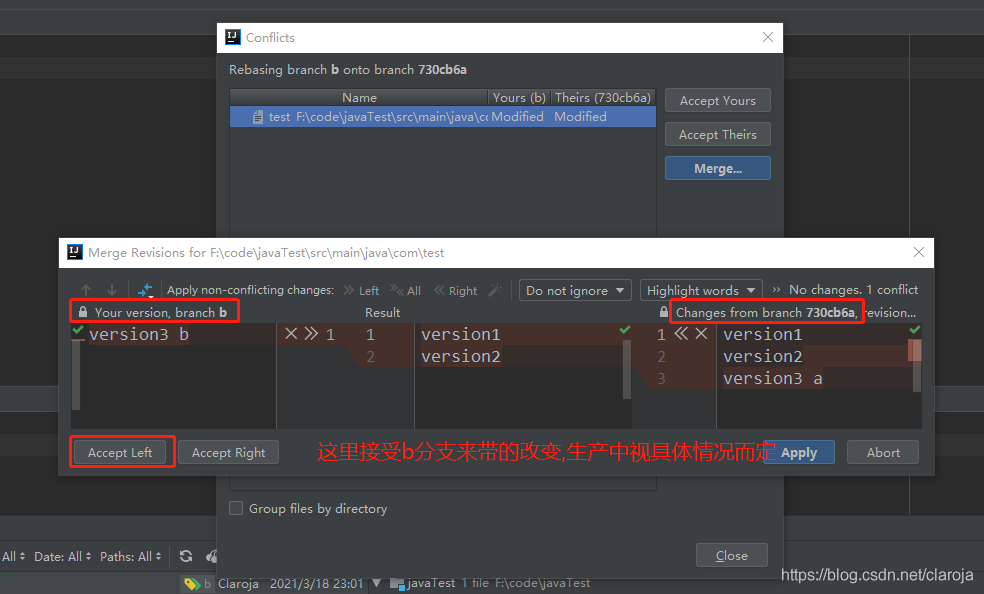 Conflicts
Rebasing branch b onto branch 730cb6a
Name Yours (b) Theirs (730cb6a)
test F:\code\javaTest\src\main\java\cc Modified Modified
Accept Yours
Accept Theirs
Merge...
Merge Revisions for F:\code\javaTest\src\main\java\com\test
Apply non-conflicting changes: Left All Right Do not ignore Highlight words No changes. 1 conflict
Your version, branch b Result Changes from branch 730cb6a, revision...
version3 b 1 1 version1 1 version1
2 version2 2 version2
3 version3 a
Accept Left Accept Right 这里接受b分支来带的改变,生产中视具体情况而定 Apply Abort
Group files by directory
Close
All Date: All Paths: All
b Claroja 2021/3/18 23:01 javaTest 1 file F:\code\javaTest
https://blog.csdn.net/claroja